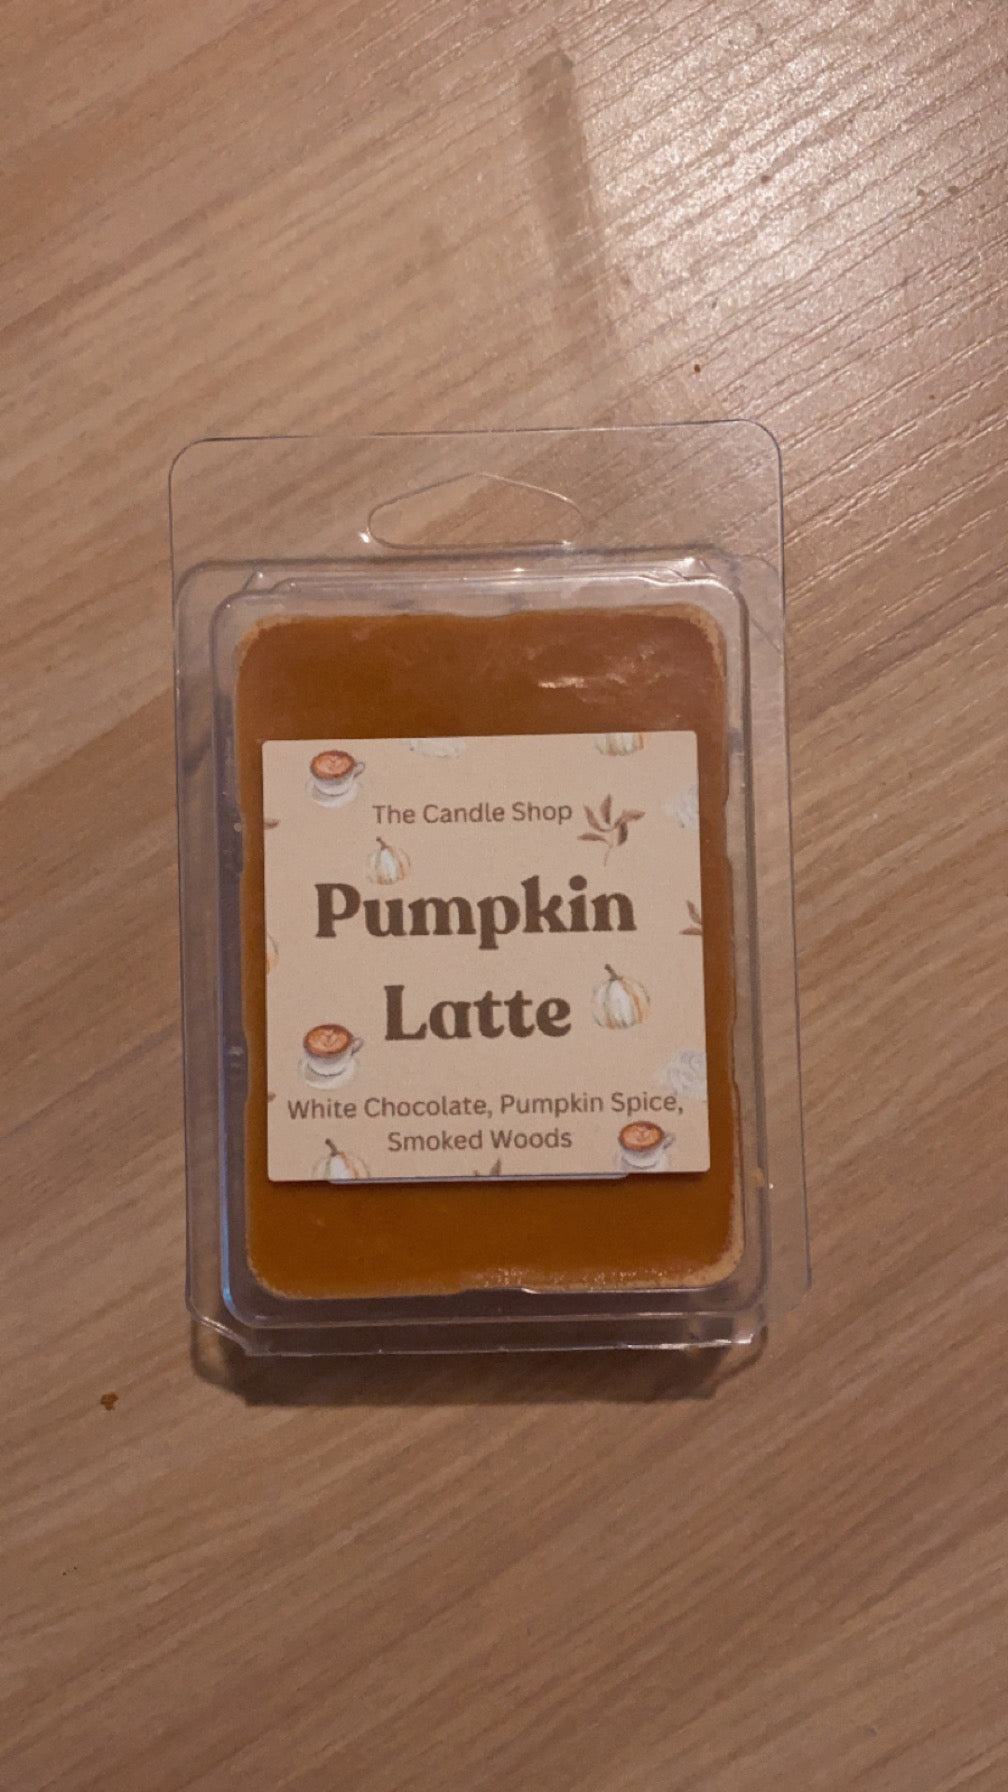 The Candle Shop
Pumpkin
Latte
White Chocolate, Pumpkin Spice,
Smoked Woods